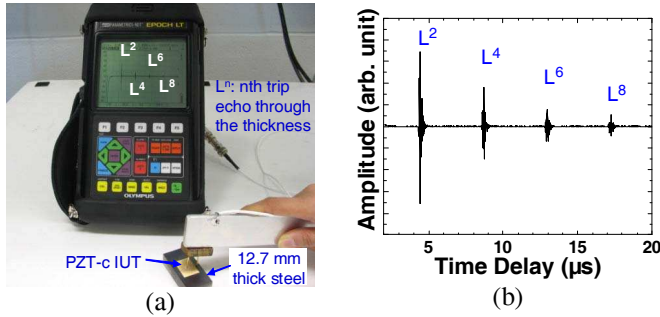 EPOCH LT
L²
L⁶
L⁴
L⁸
Lⁿ: nth trip
echo through
the thickness
OLYMPUS
PZT-c IUT
12.7 mm
thick steel
(a)
Amplitude (arb. unit)
L²
L⁴
L⁶
L⁸
5
10
15
20
Time Delay (µs)
(b)